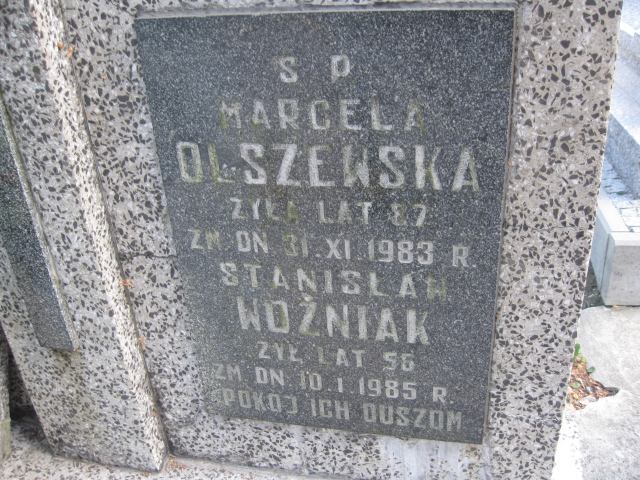 S P
MARCELA
OLSZEWSKA
ŻYŁA LAT 87
ZM DN 31.XI.1983 R.
STANISŁAW
WOŹNIAK
ŻYŁ LAT 56
ZM. DN. 10.I.1985 R.
POKÓJ ICH DUSZOM